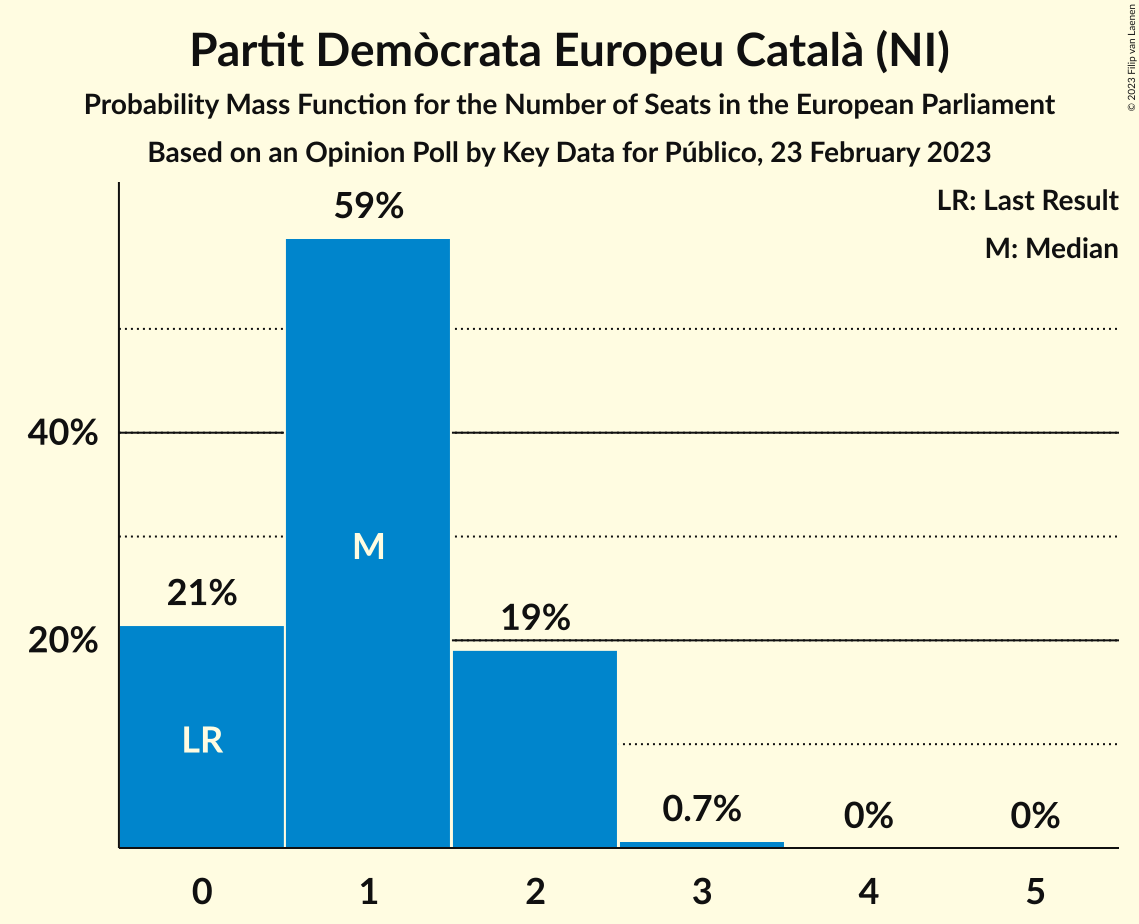 Partit Demòcrata Europeu Català (NI)
Probability Mass Function for the Number of Seats in the European Parliament
Based on an Opinion Poll by Key Data for Público, 23 February 2023
© 2023 Filip van Laenen
LR: Last Result
M: Median
59%
40%
M
21%
19%
20%
LR
0.7%
0%
0%
0
1
2
3
4
5